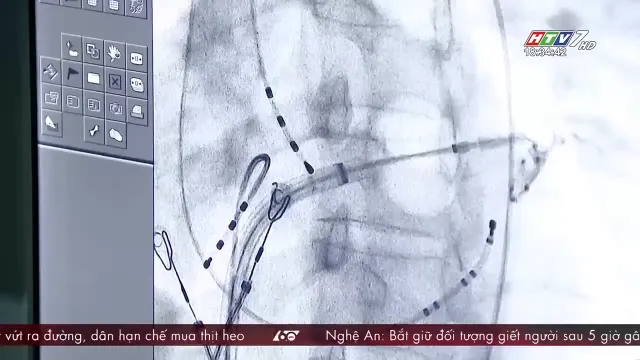 HTV7 HD
18:34:42
vứt ra đường, dân hạn chế mua thịt heo 60 Nghệ An: Bắt giữ đối tượng giết người sau 5 giờ